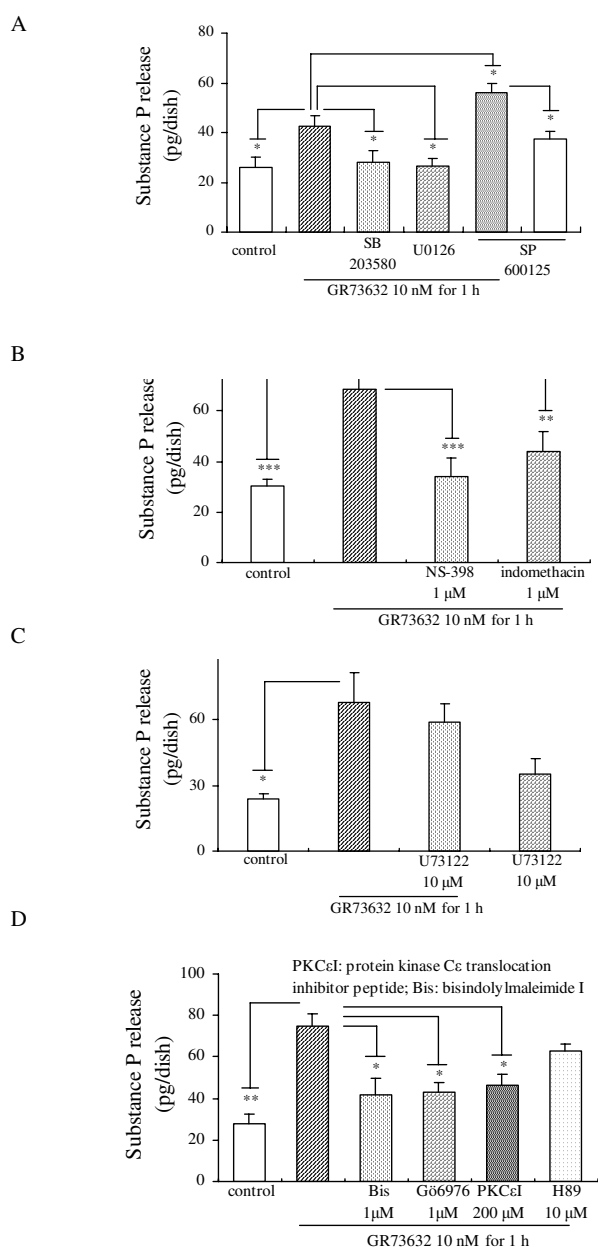 A
Substance P release
(pg/dish)
80
60
40
20
0
*
*
*
*
*
control
SB
203580
U0126
SP
600125
GR73632 10 nM for 1 h
B
Substance P release
(pg/dish)
60
40
20
0
***
***
**
control
NS-398
1 μM
indomethacin
1 μM
GR73632 10 nM for 1 h
C
Substance P release
(pg/dish)
60
30
0
*
control
U73122
10 μM
U73122
10 μM
GR73632 10 nM for 1 h
D
PKCεI: protein kinase Cε translocation
inhibitor peptide; Bis: bisindolylmaleimide I
Substance P release
(pg/dish)
100
80
60
40
20
0
**
*
*
*
control
Bis
1μM
Gö6976
1μM
PKCεI
200 μM
H89
10 μM
GR73632 10 nM for 1 h